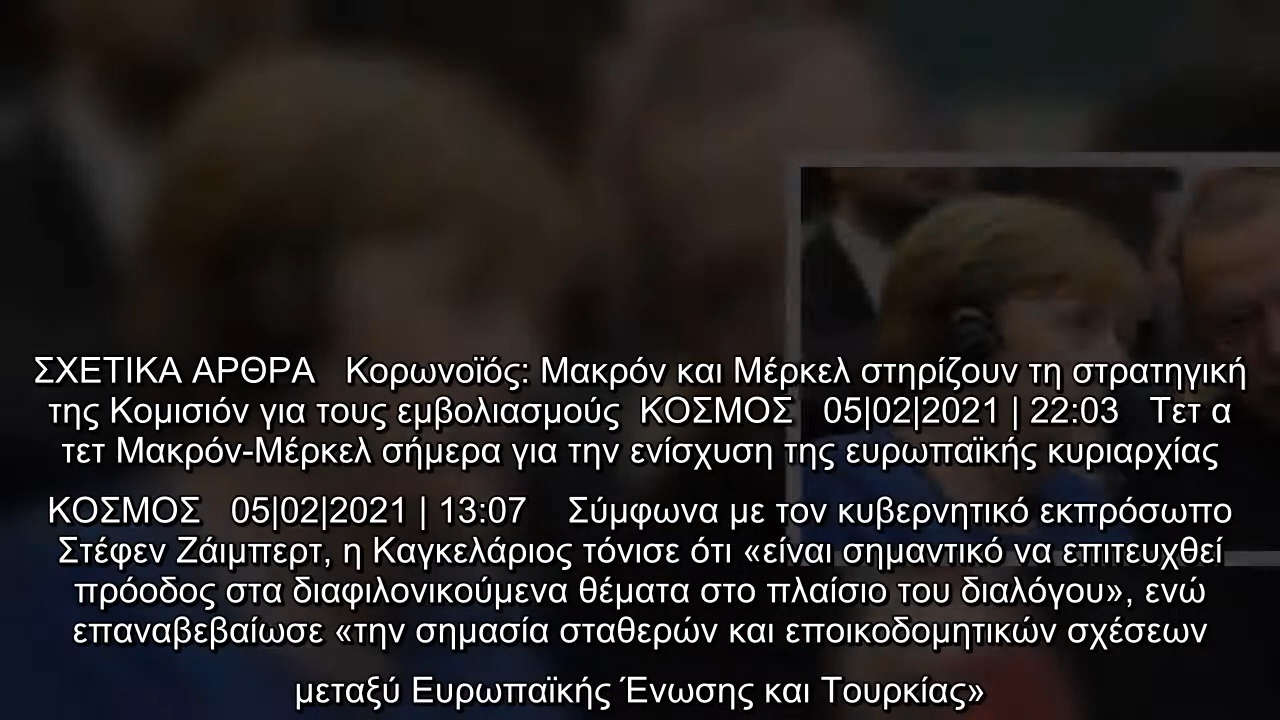 ΣΧΕΤΙΚΑ ΑΡΘΡΑ   Κορωνοϊός: Μακρόν και Μέρκελ στηρίζουν τη στρατηγική
της Κομισιόν για τους εμβολιασμούς  ΚΟΣΜΟΣ   05|02|2021 | 22:03   Τετ α
τετ Μακρόν-Μέρκελ σήμερα για την ενίσχυση της ευρωπαϊκής κυριαρχίας
ΚΟΣΜΟΣ   05|02|2021 | 13:07    Σύμφωνα με τον κυβερνητικό εκπρόσωπο
Στέφεν Ζάιμπερτ, η Καγκελάριος τόνισε ότι «είναι σημαντικό να επιτευχθεί
πρόοδος στα διαφιλονικούμενα θέματα στο πλαίσιο του διαλόγου», ενώ
επαναβεβαίωσε «την σημασία σταθερών και εποικοδομητικών σχέσεων
μεταξύ Ευρωπαϊκής Ένωσης και Τουρκίας»